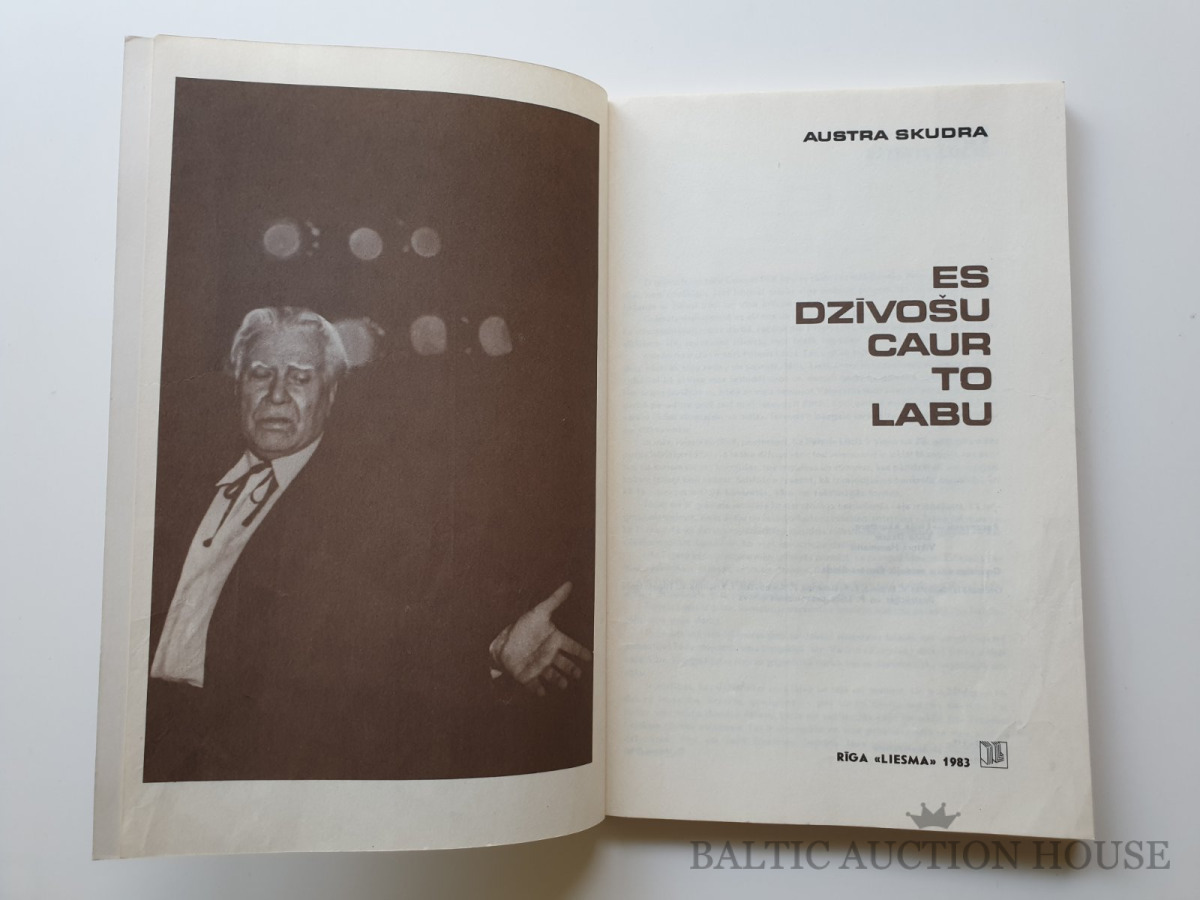 AUSTRA SKUDRA
ES
DZĪVOŠU
CAUR
TO
LABU
RĪGA «LIESMA» 1983
BALTIC AUCTION HOUSE